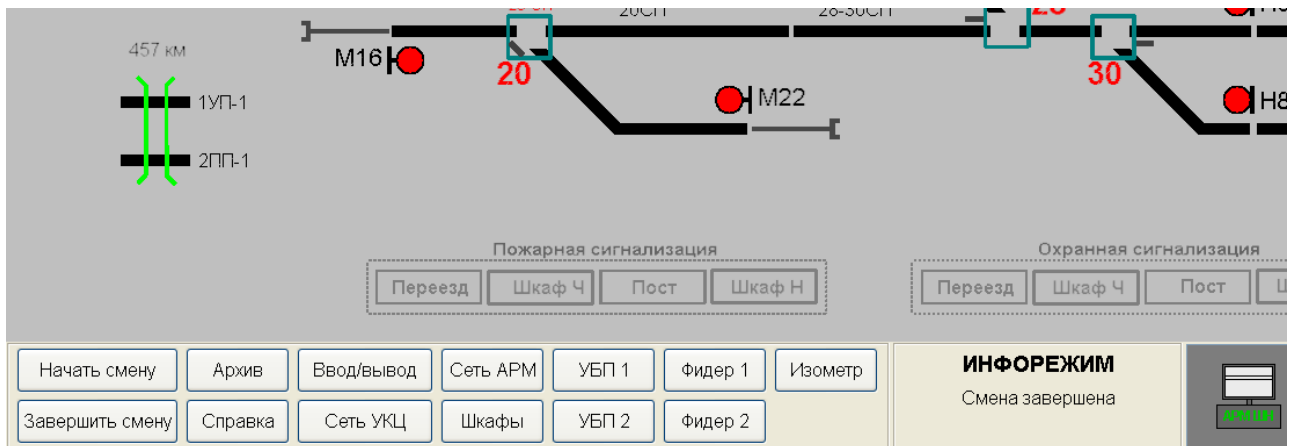 20СП
28-30СП
457 км
М16
20
30
М22
Н8
1УП-1
2ПП-1
Пожарная сигнализация
Охранная сигнализация
Переезд Шкаф Ч Пост Шкаф Н
Переезд Шкаф Ч Пост
Начать смену Архив Ввод/вывод Сеть АРМ УБП 1 Фидер 1 Изометр
ИНФОРЕЖИМ
Смена завершена
Завершить смену Справка Сеть УКЦ Шкафы УБП 2 Фидер 2
АРМ ШН